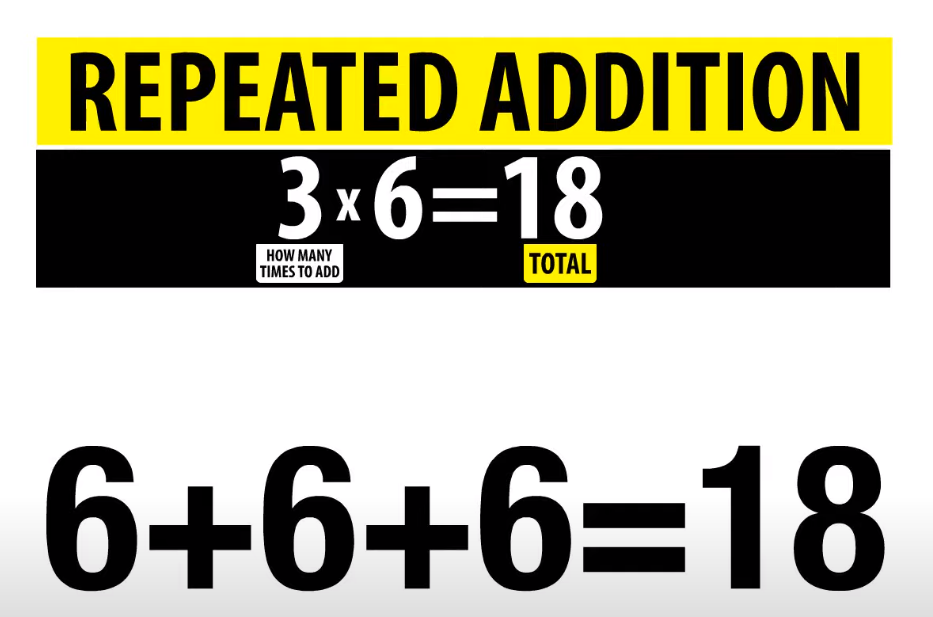 REPEATED ADDITION
3 x 6=18
HOW MANY
TIMES TO ADD
TOTAL
6+6+6=18